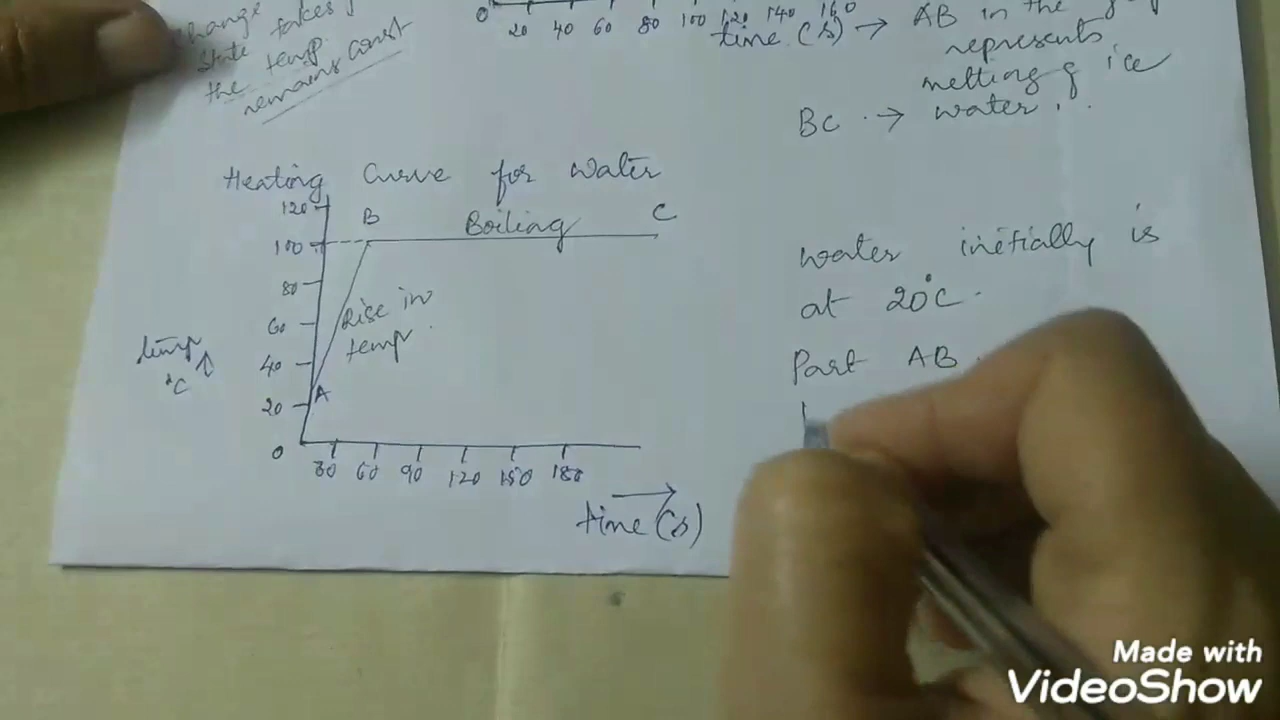 change
State takes
the temp.
remains const
0 20 40 60 80 100 120 140 160
time (s) → AB in the
represents
melting of ice
BC → water ..
Heating Curve for Water
120
100
80
60
40
20
0
B Boiling C
Rise in
temp.
A
temp ↑
°C
30 60 90 120 150 180
time (s)
water initially is
at 20°C.
Part AB
Made with
VideoShow